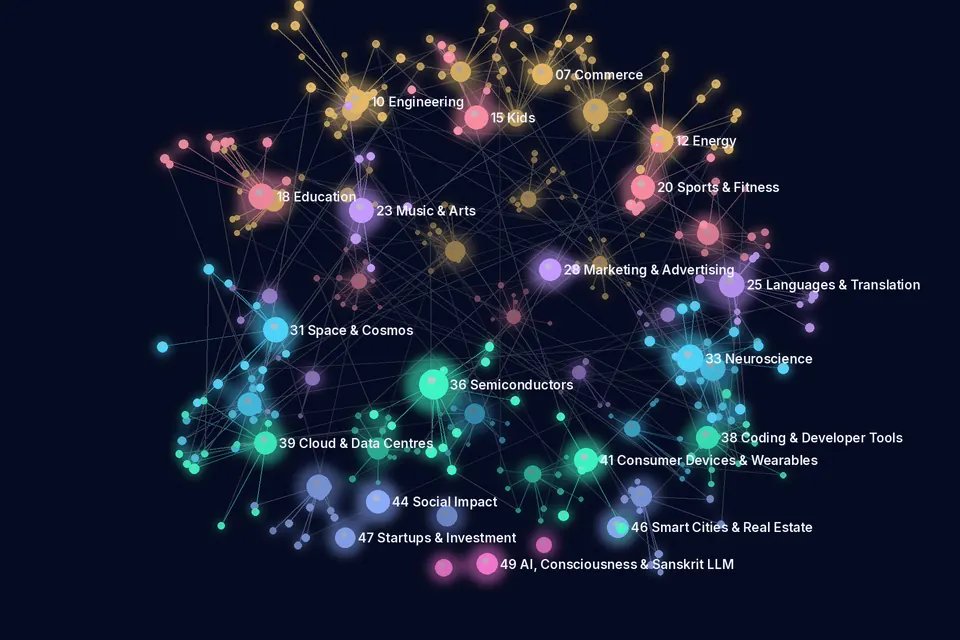 07 Commerce
10 Engineering
15 Kids
12 Energy
20 Sports & Fitness
18 Education
23 Music & Arts
28 Marketing & Advertising
25 Languages & Translation
31 Space & Cosmos
33 Neuroscience
36 Semiconductors
38 Coding & Developer Tools
39 Cloud & Data Centres
41 Consumer Devices & Wearables
44 Social Impact
46 Smart Cities & Real Estate
47 Startups & Investment
49 AI, Consciousness & Sanskrit LLM